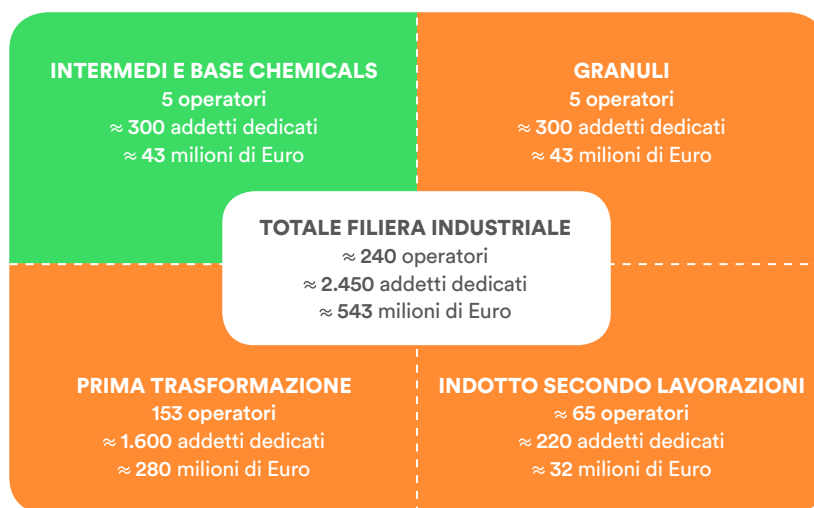 INTERMEDI E BASE CHEMICALS
5 operatori
≈ 300 addetti dedicati
≈ 43 milioni di Euro
GRANULI
5 operatori
≈ 300 addetti dedicati
≈ 43 milioni di Euro
TOTALE FILIERA INDUSTRIALE
≈ 240 operatori
≈ 2.450 addetti dedicati
≈ 543 milioni di Euro
PRIMA TRASFORMAZIONE
153 operatori
≈ 1.600 addetti dedicati
≈ 280 milioni di Euro
INDOTTO SECONDO LAVORAZIONI
≈ 65 operatori
≈ 220 addetti dedicati
≈ 32 milioni di Euro